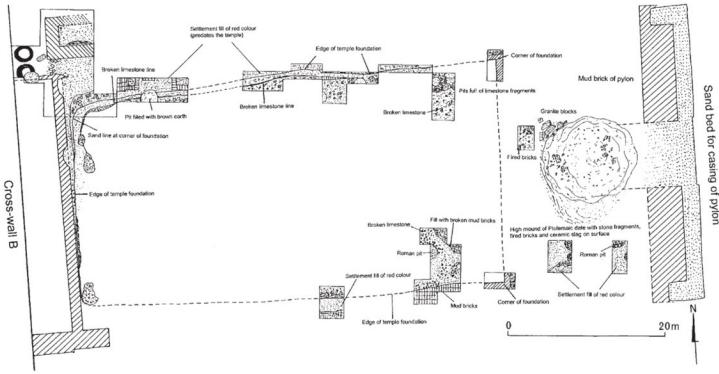 Settlement fill of red colour
(predates the temple)
Edge of temple foundation
Corner of foundation
Broken limestone line
Mud brick of pylon
Pits full of limestone fragments
Broken limestone line
Broken limestone
Granite blocks
Pit filled with brown earth
Sand line at corner of foundation
Fired bricks
Sand bed for casing of pylon
Cross-wall B
Edge of temple foundation
Broken limestone
Fill with broken mud bricks
High mound of Ptolemaic date with stone fragments,
fired bricks and ceramic slag on surface
Roman pit
Roman pit
Settlement fill of red colour
Settlement fill of red colour
Mud bricks
Corner of foundation
Edge of temple foundation
N
0
20m